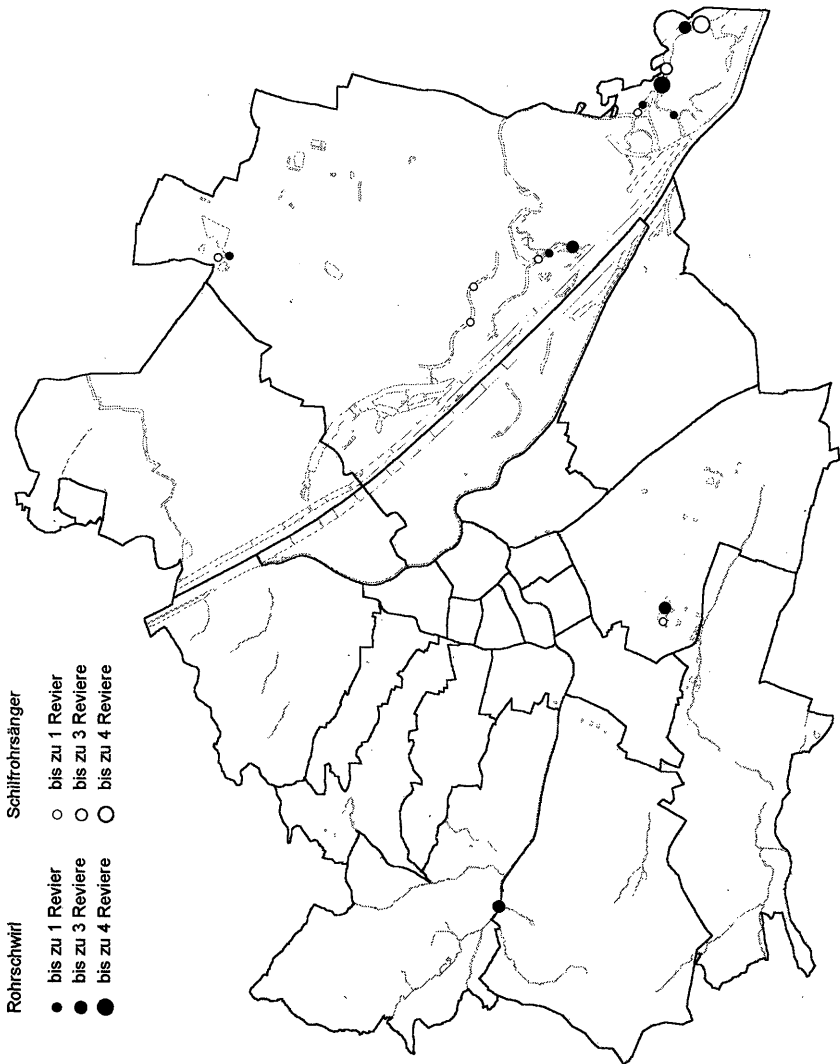 Rohrschwirl
bis zu 1 Revier
bis zu 3 Reviere
bis zu 4 Reviere
Schilfrohrsänger
bis zu 1 Revier
bis zu 3 Reviere
bis zu 4 Reviere